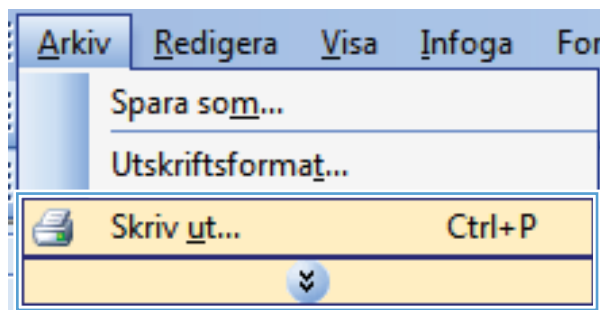 Arkiv Redigera Visa Infoga For
Spara som...
Utskriftsformat...
Skriv ut... Ctrl+P